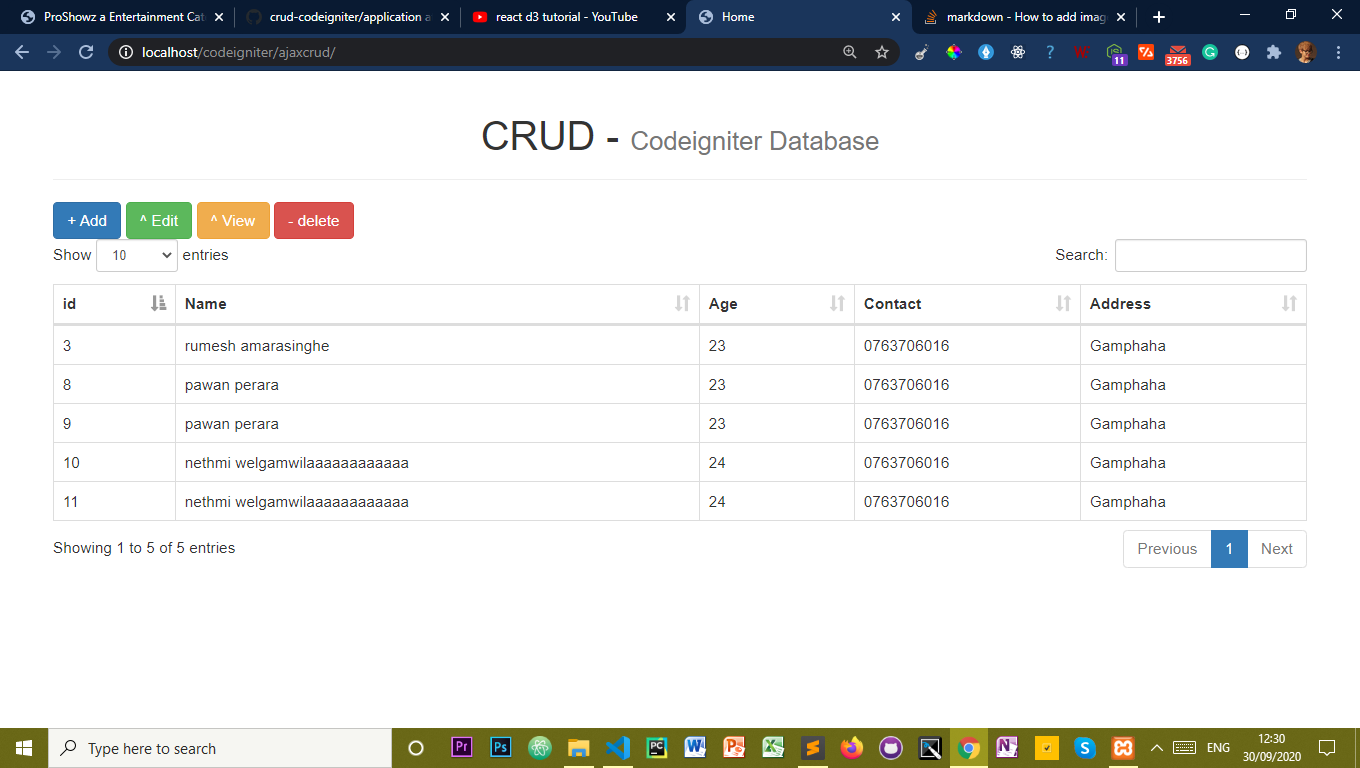 ProShowz a Entertainment Cat
crud-codeigniter/application a
react d3 tutorial - YouTube
Home
markdown - How to add imag
localhost/codeigniter/ajaxcrud/
11
3756
CRUD - Codeigniter Database
+ Add ^ Edit ^ View - delete
Show 10 entries
Search:
id Name Age Contact Address
3 rumesh amarasinghe 23 0763706016 Gamphaha
8 pawan perara 23 0763706016 Gamphaha
9 pawan perara 23 0763706016 Gamphaha
10 nethmi welgamwilaaaaaaaaaaaa 24 0763706016 Gamphaha
11 nethmi welgamwilaaaaaaaaaaaa 24 0763706016 Gamphaha
Showing 1 to 5 of 5 entries
Previous 1 Next
Type here to search
Pr
Ps
PC
ENG
12:30
30/09/2020